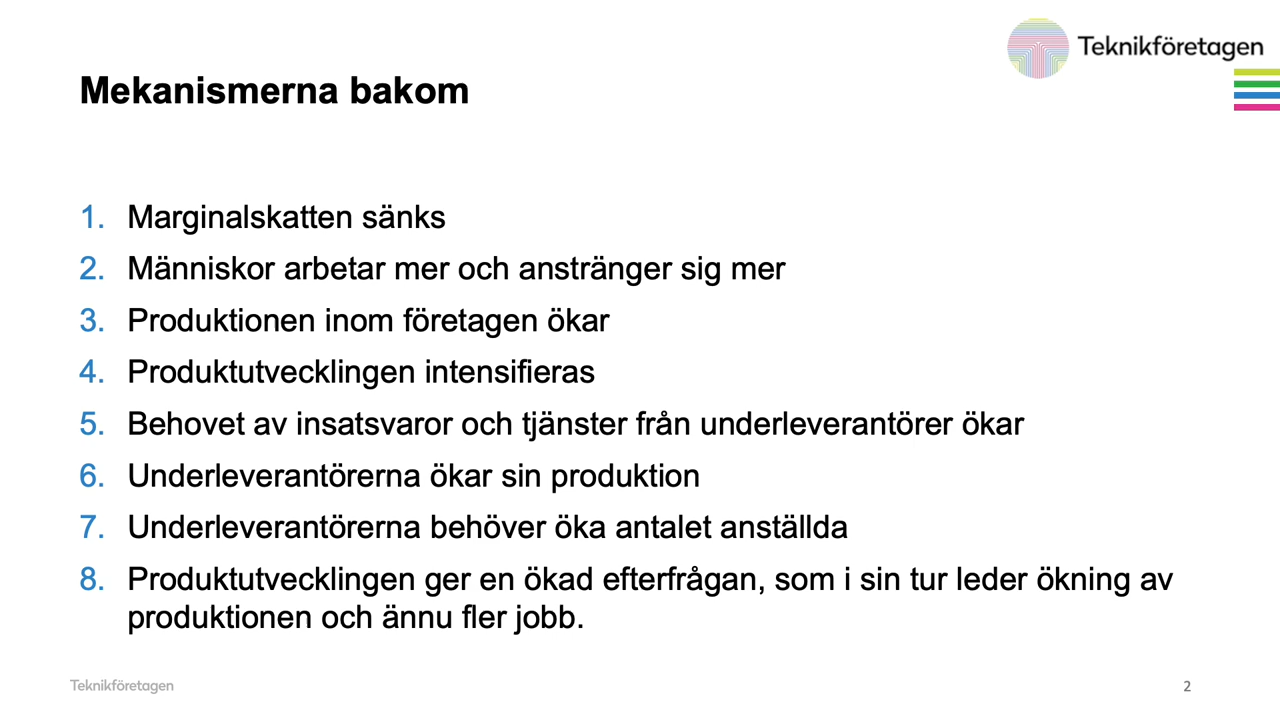 Teknikföretagen
Mekanismerna bakom
1. Marginalskatten sänks
2. Människor arbetar mer och anstränger sig mer
3. Produktionen inom företagen ökar
4. Produktutvecklingen intensifieras
5. Behovet av insatsvaror och tjänster från underleverantörer ökar
6. Underleverantörerna ökar sin produktion
7. Underleverantörerna behöver öka antalet anställda
8. Produktutvecklingen ger en ökad efterfrågan, som i sin tur leder ökning av
produktionen och ännu fler jobb.
Teknikföretagen
2